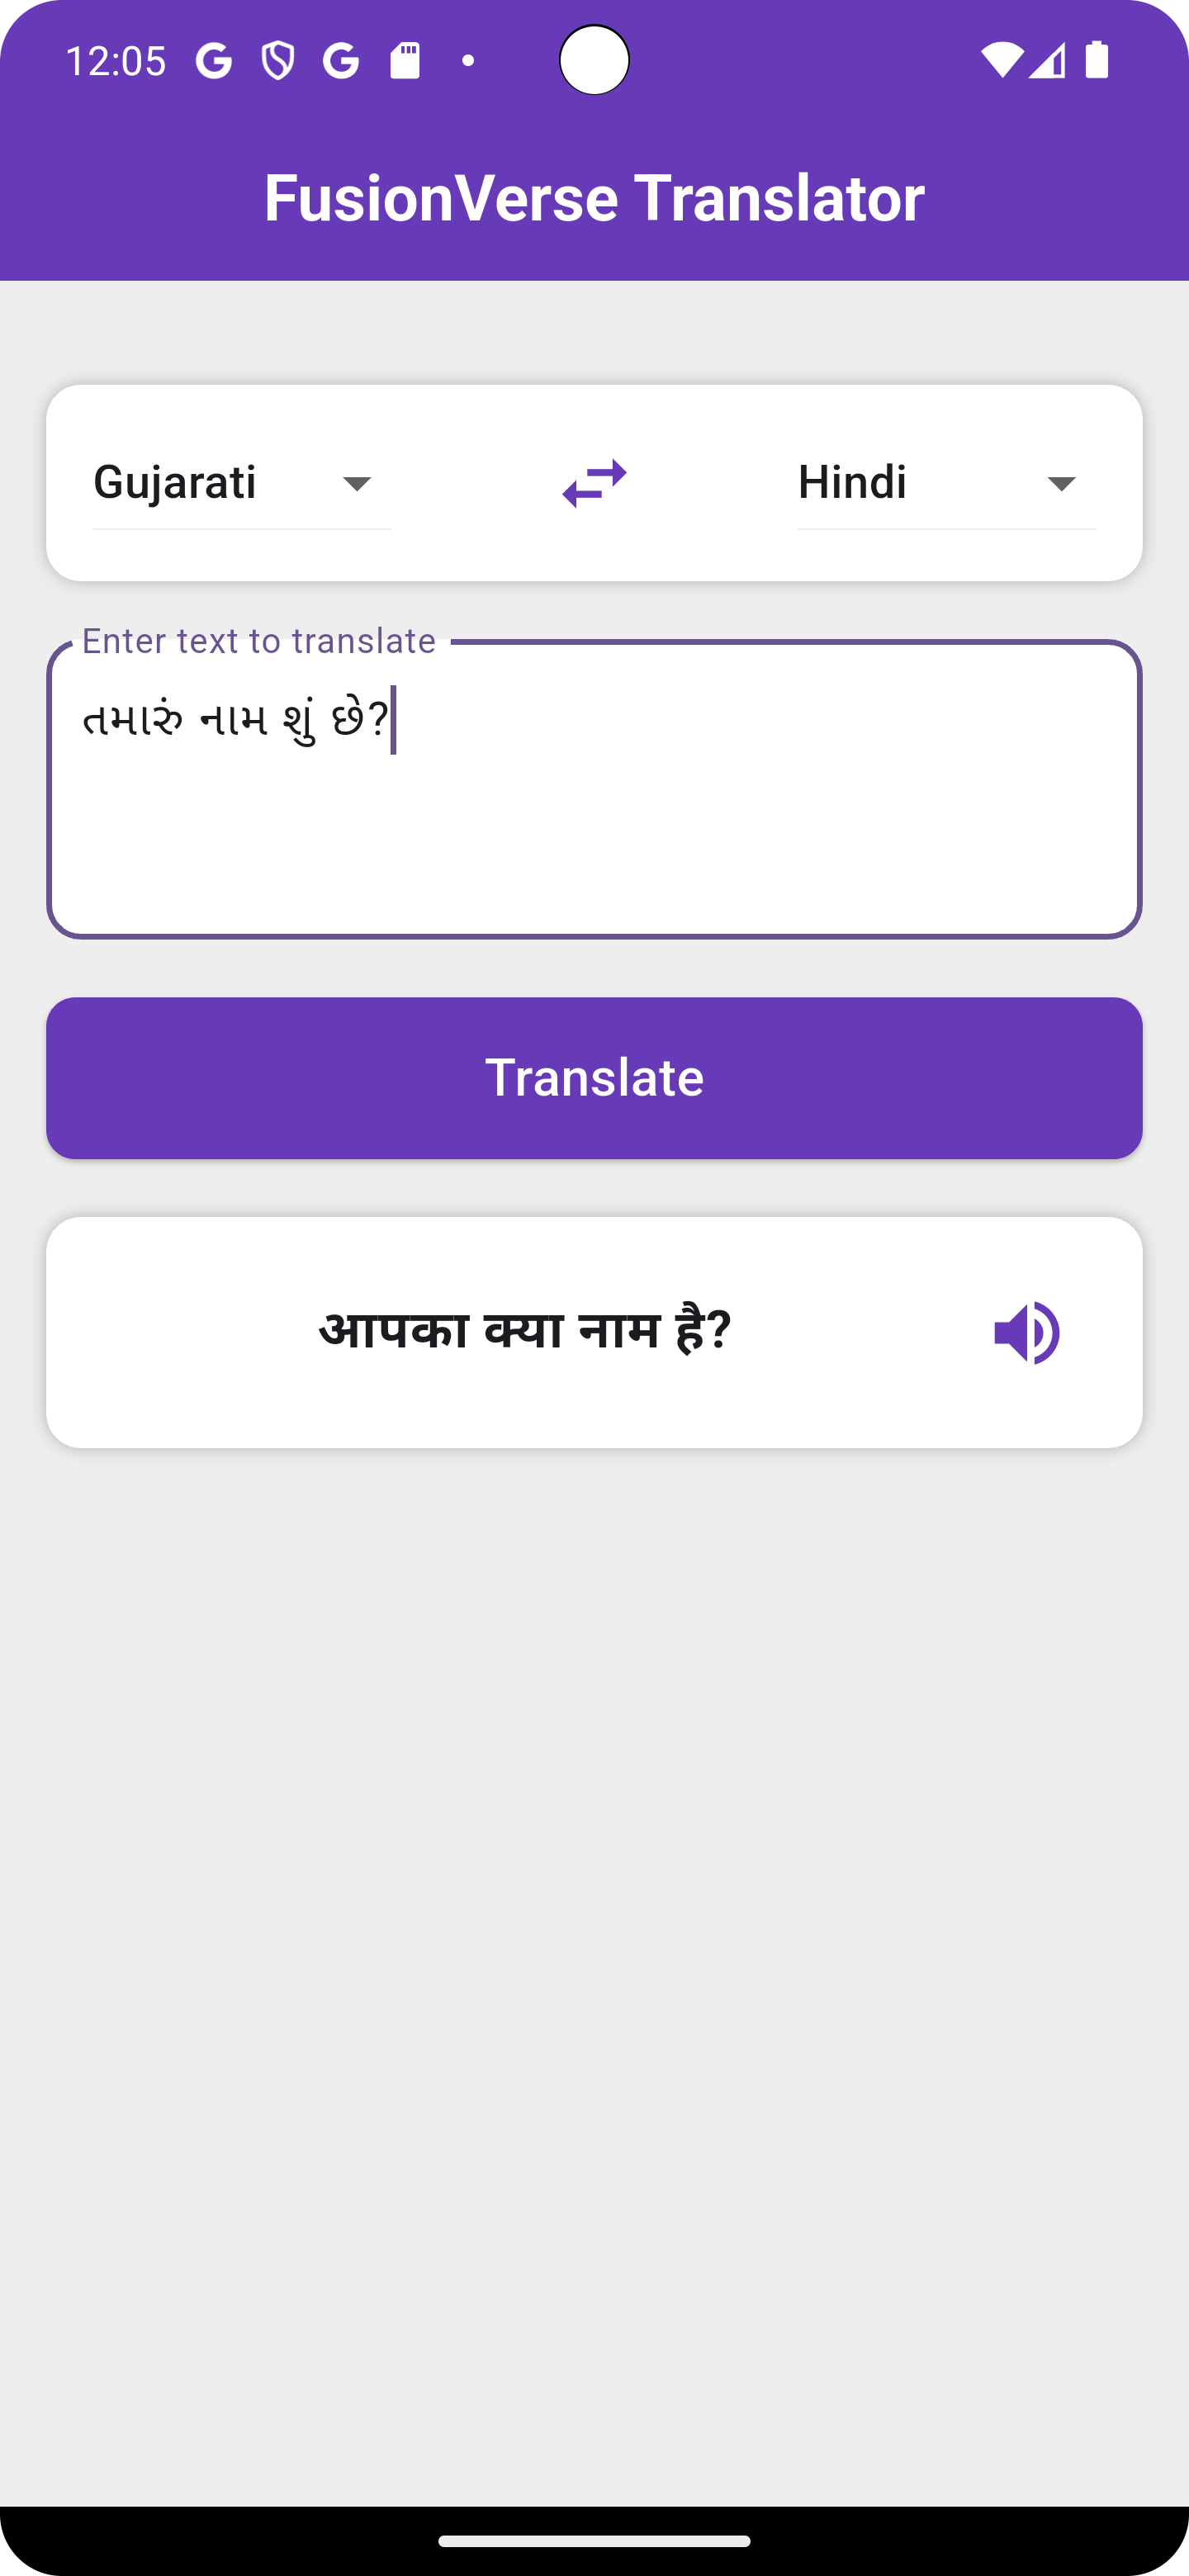 12:05
FusionVerse Translator
Gujarati Hindi
Enter text to translate
તમારું નામ શું છે?
Translate
आपका क्या नाम है?